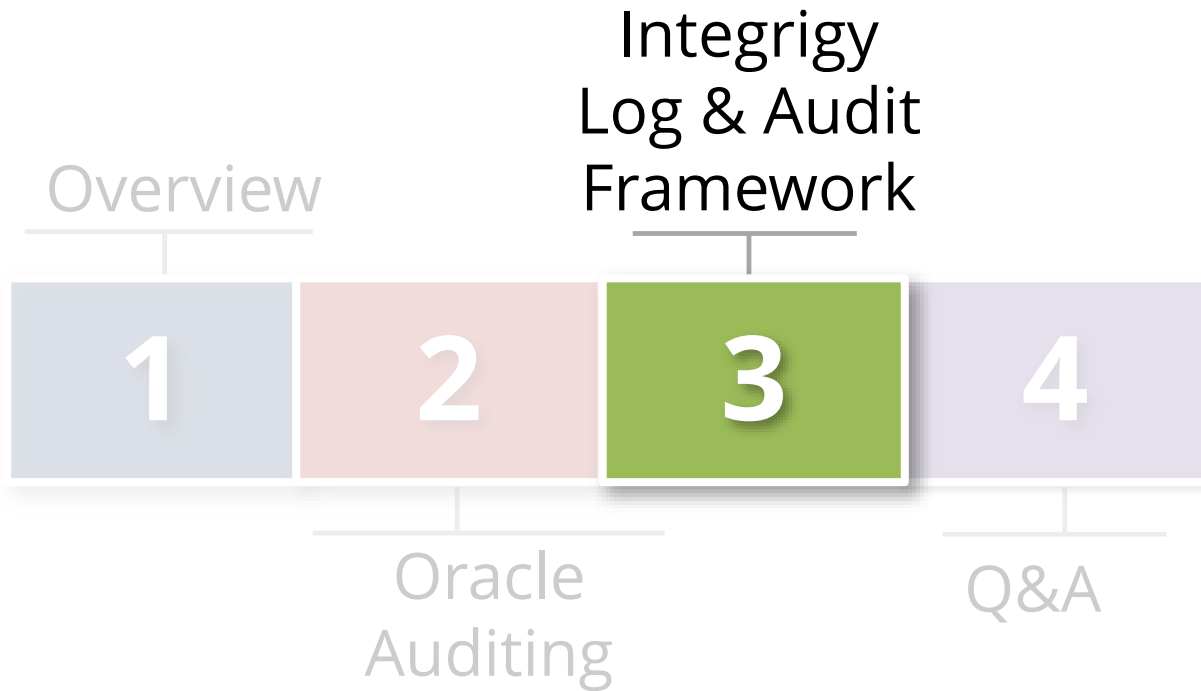 Integrigy
Log & Audit
Framework
Overview
1
2
3
4
Oracle
Auditing
Q&A